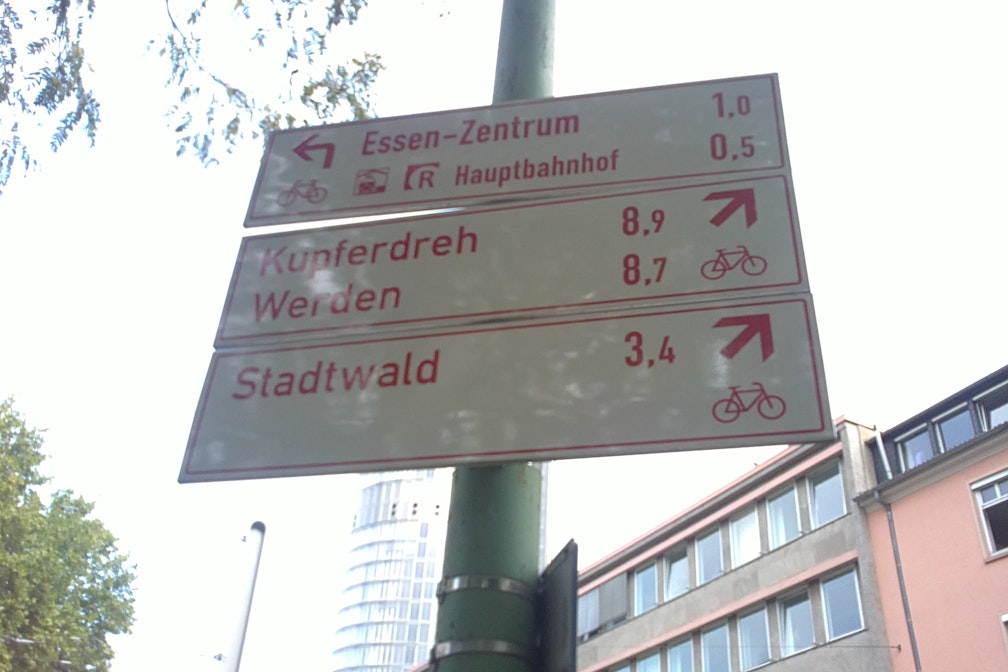 Essen-Zentrum 1,0
R Hauptbahnhof 0,5
Kupferdreh 8,9
Werden 8,7
Stadtwald 3,4